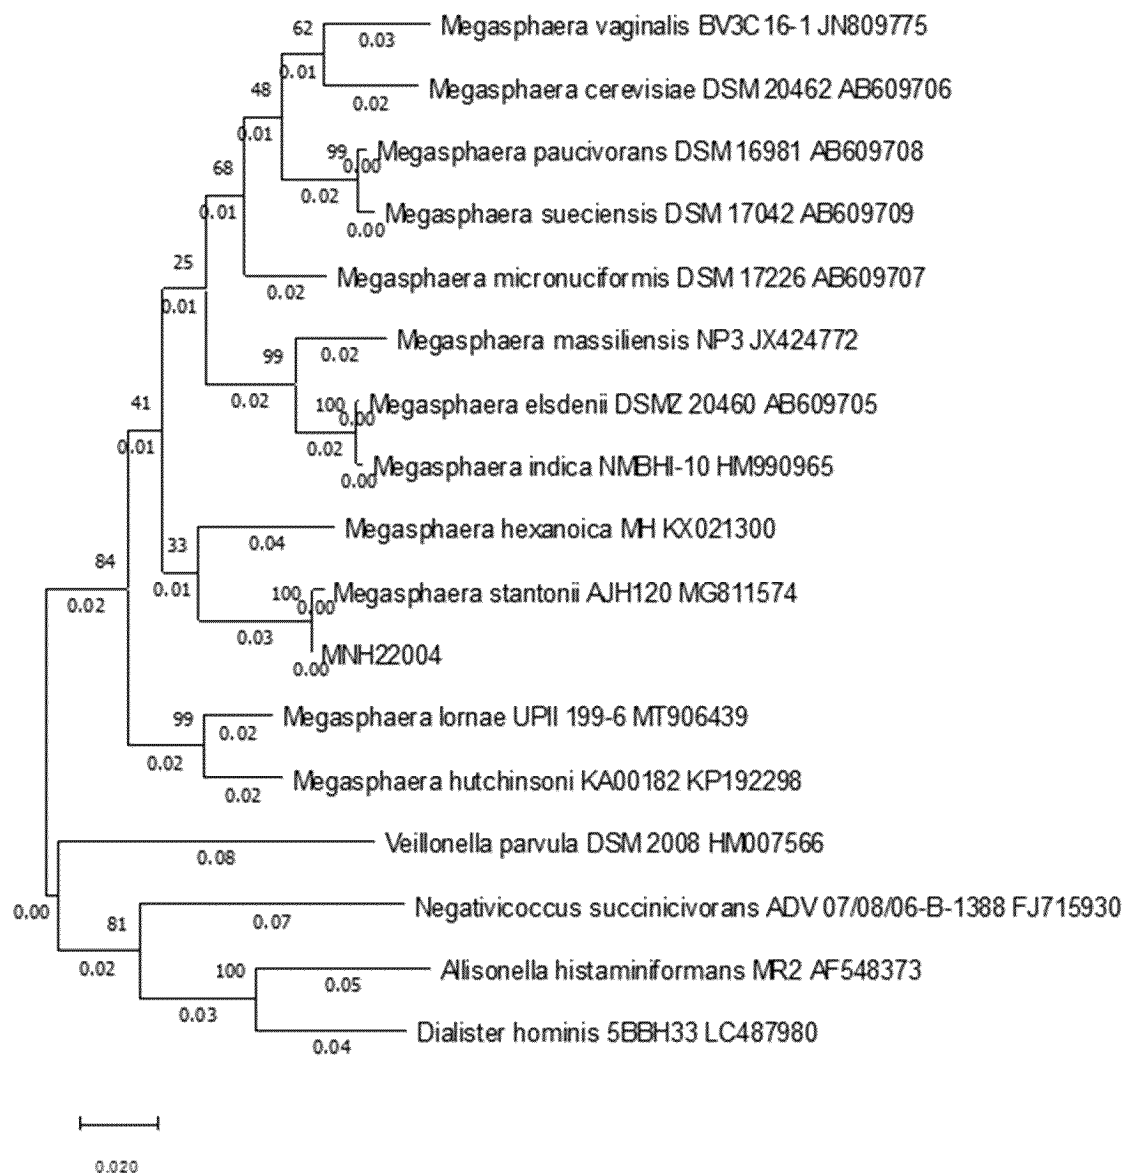 62
0.03
Megasphaera vaginalis BV3C16-1 JN809775
0.01
48
0.02
Megasphaera cerevisiae DSM 20462 AB609706
0.01
99
0.00
Megasphaera paucivorans DSM 16981 AB609708
68
0.02
0.01
0.00
Megasphaera sueciensis DSM 17042 AB609709
25
0.02
Megasphaera micronuciformis DSM 17226 AB609707
0.01
99
0.02
Megasphaera massiliensis NP3 JX424772
41
0.02
100
0.00
Megasphaera elsdenii DSMZ 20460 AB609705
0.01
0.02
0.00
Megasphaera indica NMBHI-10 HM990965
33
0.04
Megasphaera hexanoica MH KX021300
84
0.02
0.01
100
0.00
Megasphaera stantonii AJH120 MG811574
0.03
0.00
MNH22004
99
0.02
Megasphaera lornae UPII 199-6 MT906439
0.02
0.02
Megasphaera hutchinsoni KA00182 KP192298
0.08
Veillonella parvula DSM 2008 HM007566
0.00
81
0.07
Negativicoccus succinicivorans ADV 07/08/06-B-1388 FJ715930
0.02
100
0.05
Allisonella histaminiformans MR2 AF548373
0.03
0.04
Dialister hominis 5BBH33 LC487980
0.020